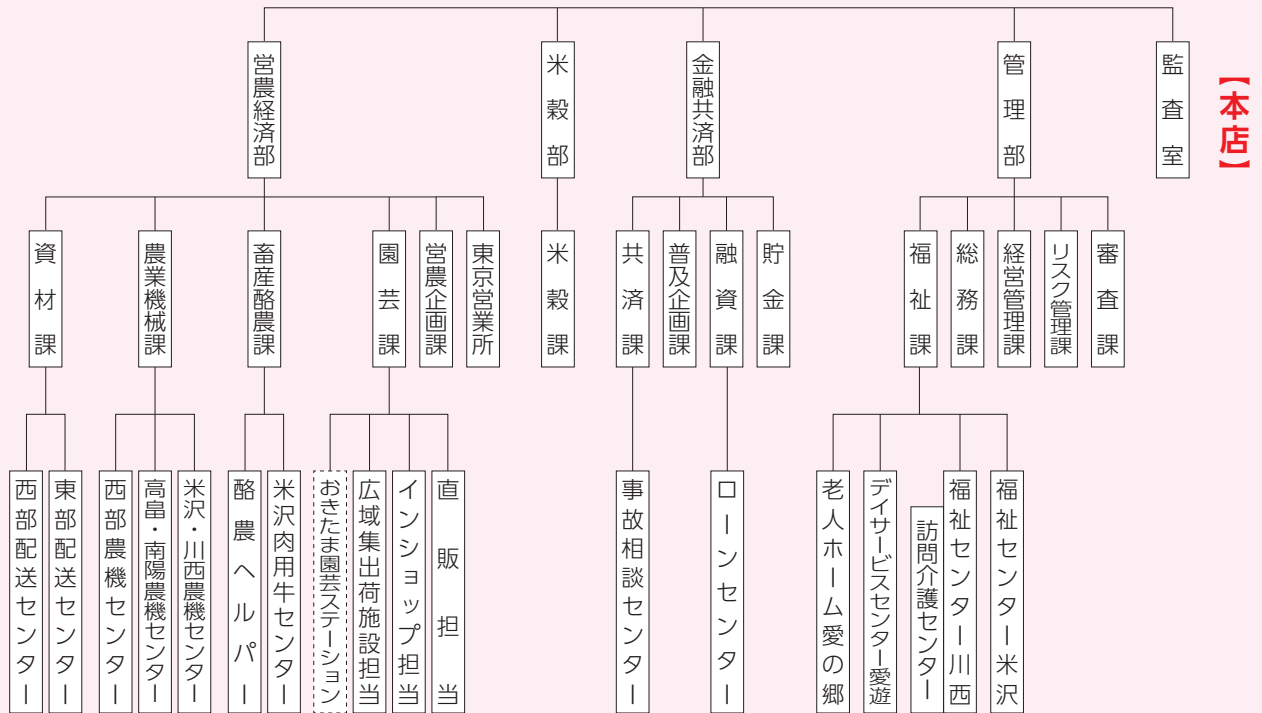 【本店】
監査室
管理部
金融共済部
米穀部
営農経済部
審査課
リスク管理課
経営管理課
総務課
福祉課
貯金課
融資課
普及企画課
共済課
米穀課
東京営業所
営農企画課
園芸課
畜産酪農課
農業機械課
資材課
福祉センター米沢
福祉センター川西
訪問介護センター
デイサービスセンター愛遊
老人ホーム愛の郷
ローンセンター
事故相談センター
直販担当
インショップ担当
広域集出荷施設担当
おきたま園芸ステーション
米沢肉用牛センター
酪農ヘルパー
米沢・川西農機センター
高畠・南陽農機センター
西部農機センター
東部配送センター
西部配送センター